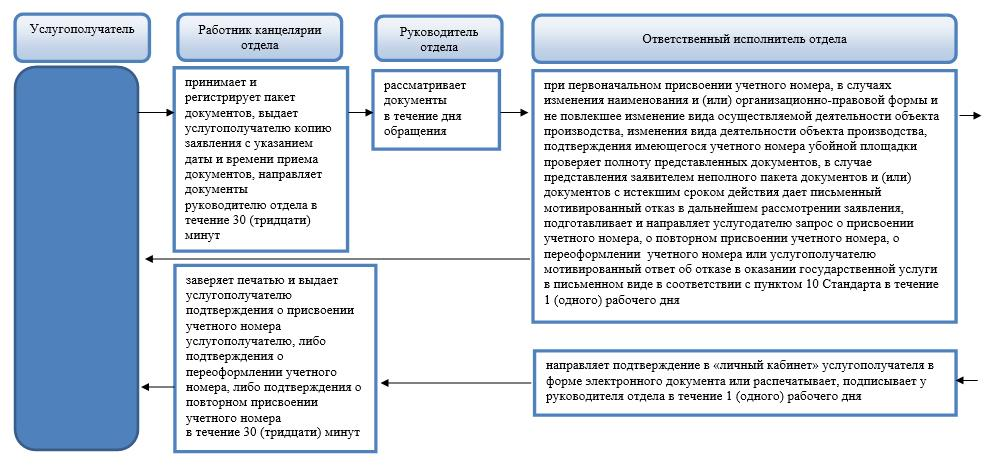 Услугополучатель
Работник канцелярии
отдела
Руководитель
отдела
Ответственный исполнитель отдела
принимает и
регистрирует пакет
документов, выдает
услугополучателю копию
заявления с указанием
даты и времени приема
документов, направляет
документы
руководителю отдела в
течение 30 (тридцати)
минут
рассматривает
документы
в течение дня
обращения
при первоначальном присвоении учетного номера, в случаях
изменения наименования и (или) организационно-правовой формы и
не повлекшее изменение вида осуществляемой деятельности объекта
производства, изменения вида деятельности объекта производства,
подтверждения имеющегося учетного номера убойной площадки
проверяет полноту представленных документов, в случае
представления заявителем неполного пакета документов и (или)
документов с истекшим сроком действия дает письменный
мотивированный отказ в дальнейшем рассмотрении заявления,
подготавливает и направляет услугодателю запрос о присвоении
учетного номера, о повторном присвоении учетного номера, о
переоформлении учетного номера или услугополучателю
мотивированный ответ об отказе в оказании государственной услуги
в письменном виде в соответствии с пунктом 10 Стандарта в течение
1 (одного) рабочего дня
заверяет печатью и выдает
услугополучателю
подтверждения о присвоении
учетного номера
услугополучателю, либо
подтверждения о
переоформлении учетного
номера, либо подтверждения о
повторном присвоении
учетного номера
в течение 30 (тридцати) минут
направляет подтверждение в «личный кабинет» услугополучателя в
форме электронного документа или распечатывает, подписывает у
руководителя отдела в течение 1 (одного) рабочего дня